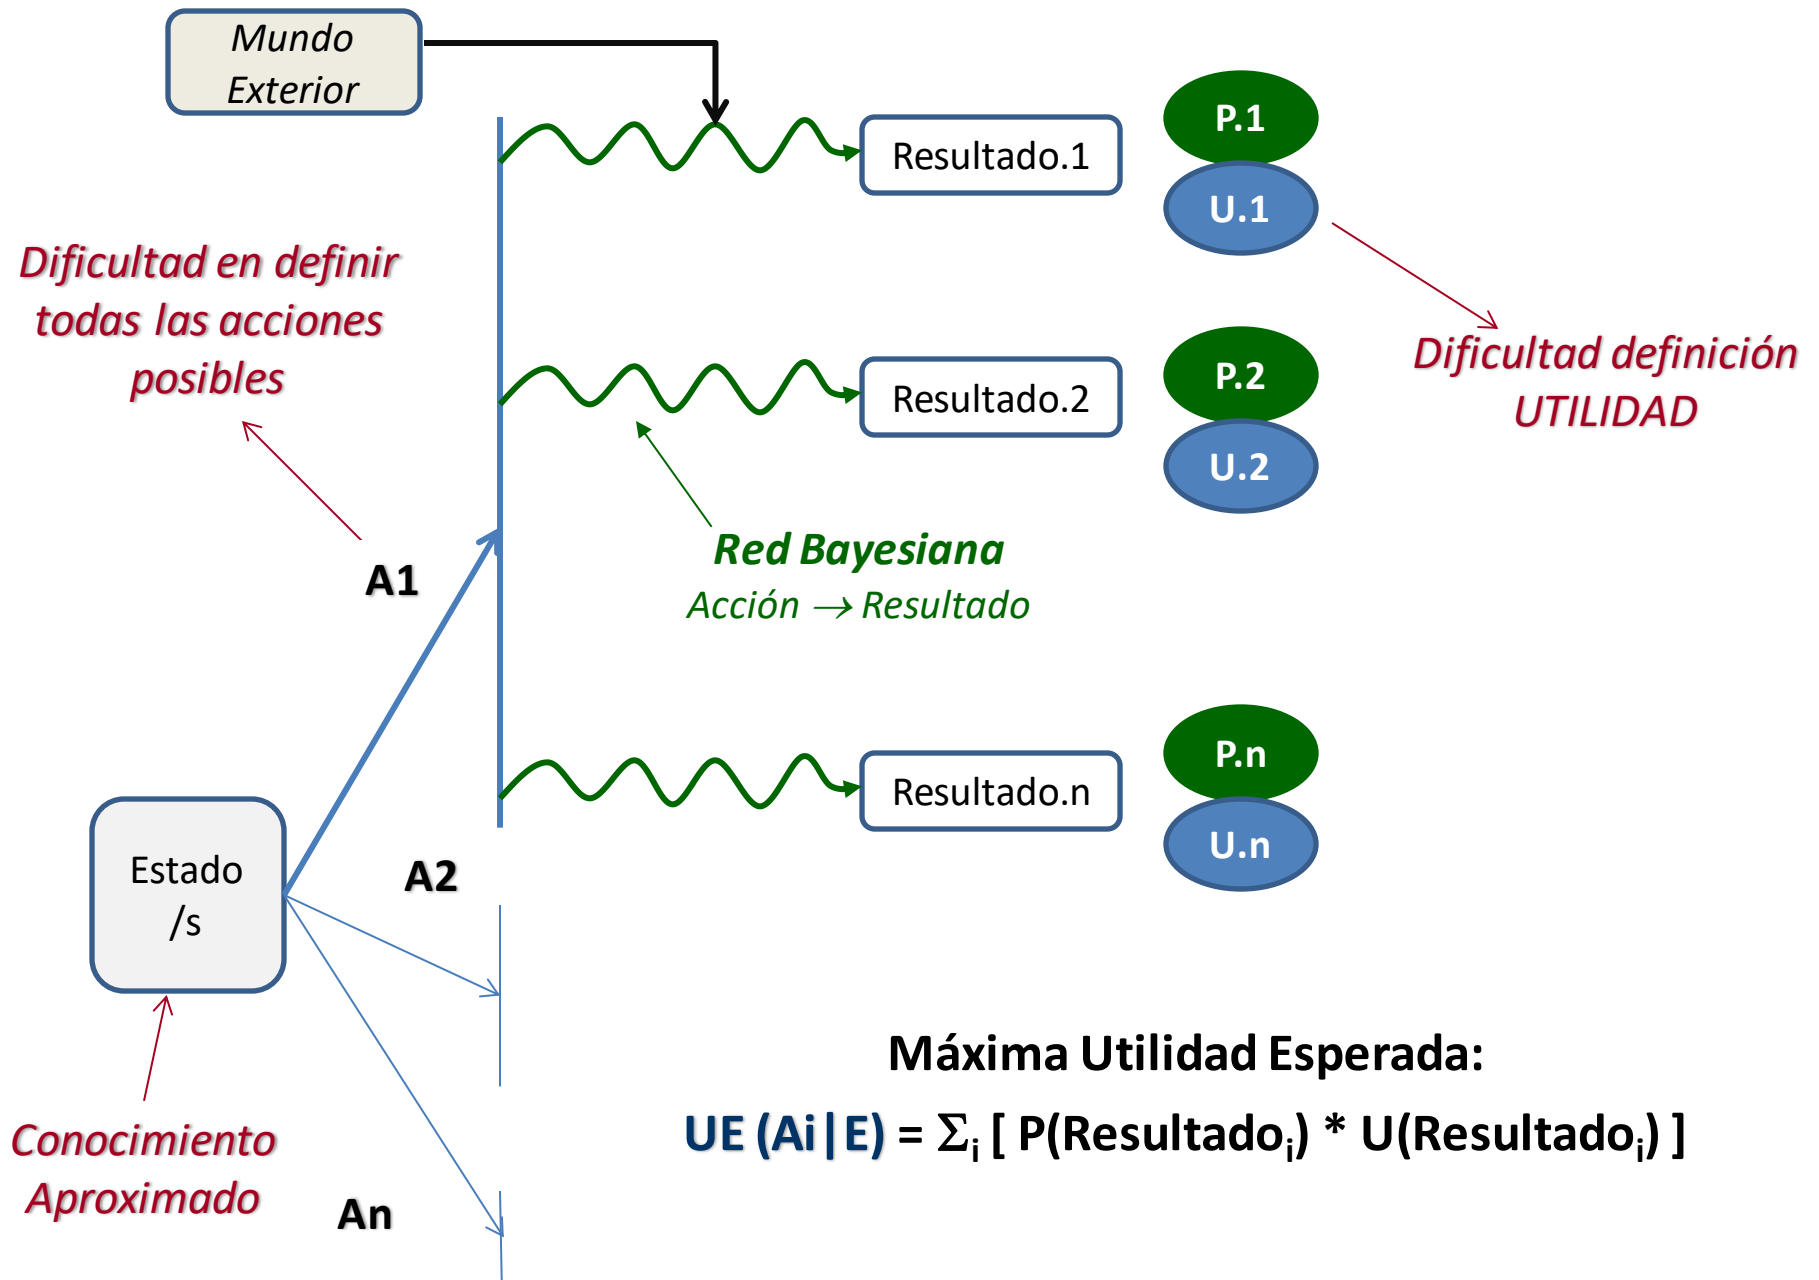 Mundo
Exterior
Resultado.1
P.1
U.1
Dificultad en definir
todas las acciones
posibles
Dificultad definición
UTILIDAD
Resultado.2
P.2
U.2
A1
Red Bayesiana
Acción → Resultado
Resultado.n
P.n
U.n
Estado
/s
A2
Máxima Utilidad Esperada:
UE (Ai|E) = Σi [ P(Resultadoi) * U(Resultadoi) ]
Conocimiento
Aproximado
An